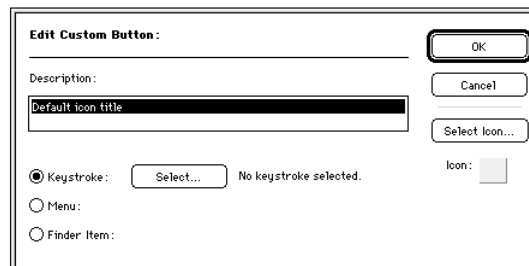 Edit Custom Button:
OK
Description:
Cancel
Default icon title
Select Icon...
Icon:
Keystroke:
Select...
No keystroke selected.
Menu:
Finder Item: